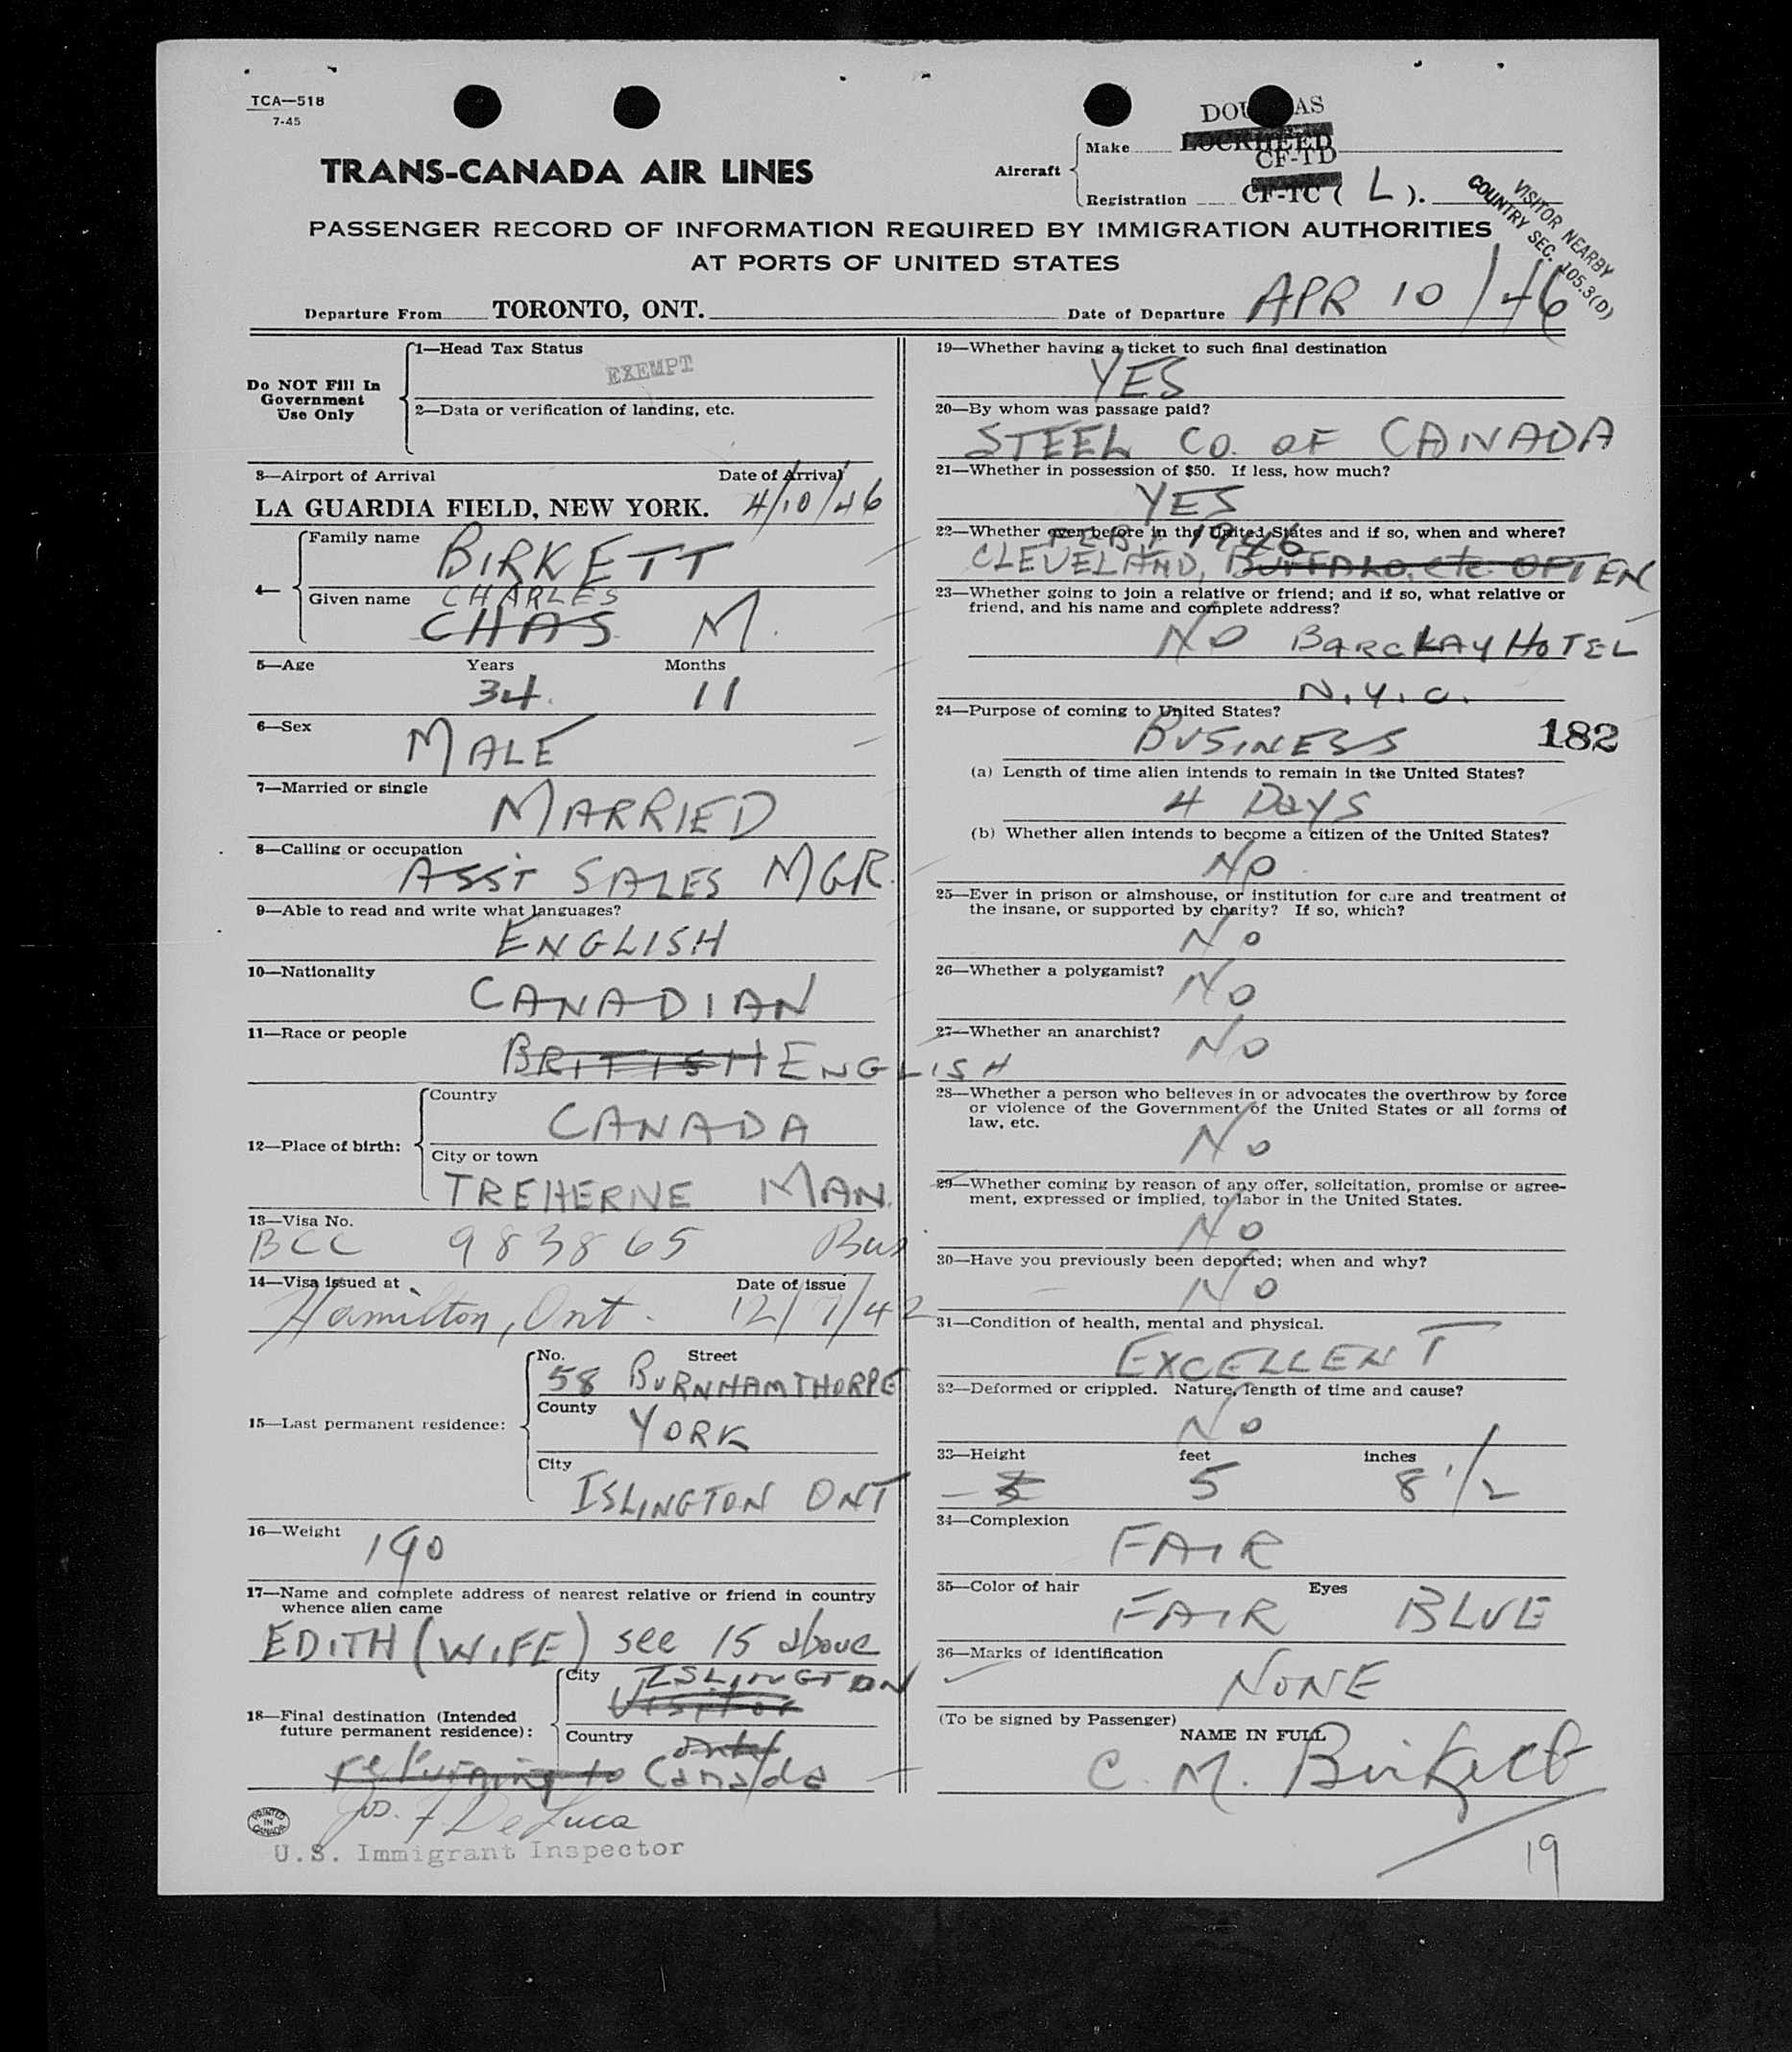 TCA—518
7-45
DOUGLAS
Make LOCKHEED
CF-TD
Aircraft
Registration CF-TC ( L ).
TRANS-CANADA AIR LINES
VISITOR NEARBY
COUNTRY SEC. 105.3(D)
PASSENGER RECORD OF INFORMATION REQUIRED BY IMMIGRATION AUTHORITIES
AT PORTS OF UNITED STATES
Departure From TORONTO, ONT. Date of Departure APR 10/46
Do NOT Fill In
Government
Use Only
1—Head Tax Status
EXEMPT
2—Data or verification of landing, etc.
3—Airport of Arrival Date of Arrival
LA GUARDIA FIELD, NEW YORK. 4/10/46
4—
Family name BIRKETT
Given name CHARLES
CHAS M.
5—Age Years Months
34. 11
6—Sex
MALE
7—Married or single
MARRIED
8—Calling or occupation
ASST SALES MGR.
9—Able to read and write what languages?
ENGLISH
10—Nationality
CANADIAN
11—Race or people
BRITISH ENGLISH
12—Place of birth:
Country
CANADA
City or town
TREHERNE MAN.
13—Visa No.
BCC 983865 Bus
14—Visa issued at Date of issue
Hamilton, Ont. 12/7/42
15—Last permanent residence:
No. Street
58 BURNHAMTHORPE
County
YORK
City
ISLINGTON ONT
16—Weight
190
17—Name and complete address of nearest relative or friend in country
whence alien came
EDITH (WIFE) see 15 above
18—Final destination (Intended
future permanent residence):
City ISLINGTON
Visitor
Country Ont
returning to Canada
Jos. F DeLuca
U.S. Immigrant Inspector
PRINTED
IN
CANADA
19—Whether having a ticket to such final destination
YES
20—By whom was passage paid?
STEEL CO. OF CANADA
21—Whether in possession of $50. If less, how much?
YES
22—Whether ever before in the United States and if so, when and where?
FEB 1946
CLEVELAND, BUFFALO, etc. OFTEN
23—Whether going to join a relative or friend; and if so, what relative or
friend, and his name and complete address?
NO BARCKLAY HOTEL
N.Y.C.
24—Purpose of coming to United States?
BUSINESS 182
(a) Length of time alien intends to remain in the United States?
4 DAYS
(b) Whether alien intends to become a citizen of the United States?
NO
25—Ever in prison or almshouse, or institution for care and treatment of
the insane, or supported by charity? If so, which?
NO
26—Whether a polygamist? NO
27—Whether an anarchist? NO
28—Whether a person who believes in or advocates the overthrow by force
or violence of the Government of the United States or all forms of
law, etc.
NO
29—Whether coming by reason of any offer, solicitation, promise or agree-
ment, expressed or implied, to labor in the United States.
NO
30—Have you previously been deported; when and why?
NO
31—Condition of health, mental and physical.
EXCELLENT
32—Deformed or crippled. Nature, length of time and cause?
NO
33—Height feet inches
5 5 8 1/2
34—Complexion
FAIR
35—Color of hair Eyes
FAIR BLUE
36—Marks of identification
NONE
(To be signed by Passenger)
NAME IN FULL
C. M. Birkett
19